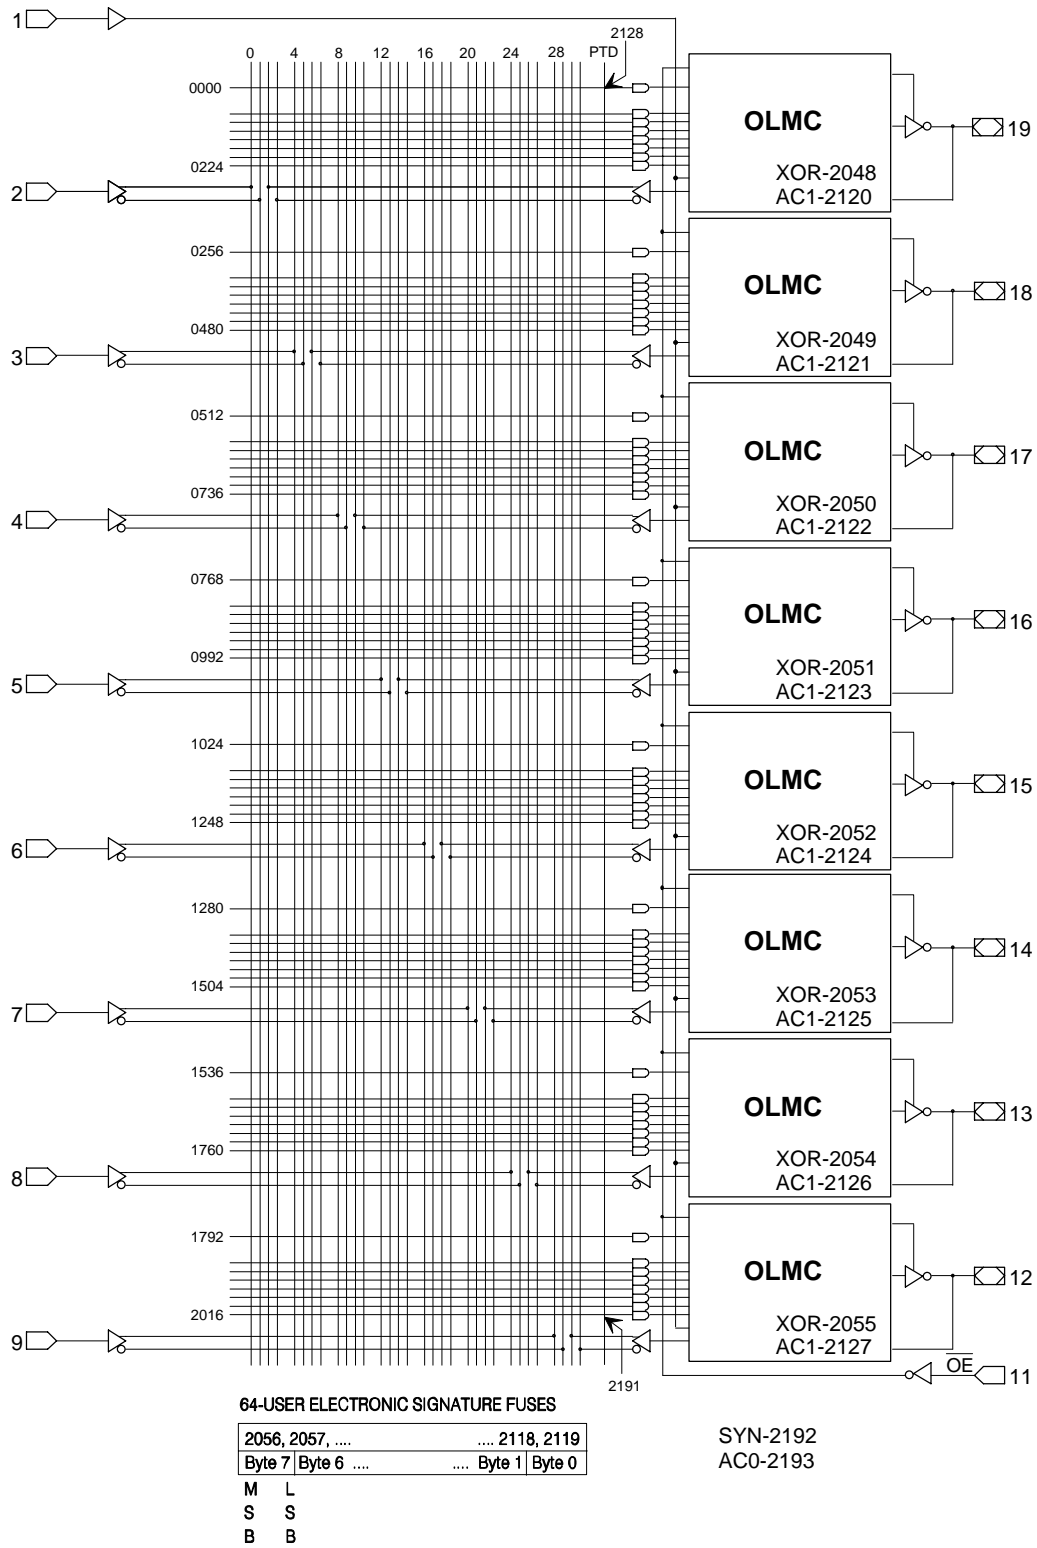 1
2128
0 4 8 12 16 20 24 28 PTD
0000
OLMC
19
0224
XOR-2048
AC1-2120
2
0256
OLMC
18
0480
XOR-2049
AC1-2121
3
0512
OLMC
17
0736
XOR-2050
AC1-2122
4
0768
OLMC
16
0992
XOR-2051
AC1-2123
5
1024
OLMC
15
1248
XOR-2052
AC1-2124
6
1280
OLMC
14
1504
XOR-2053
AC1-2125
7
1536
OLMC
13
1760
XOR-2054
AC1-2126
8
1792
OLMC
12
2016
XOR-2055
AC1-2127
9
OE
11
2191
64-USER ELECTRONIC SIGNATURE FUSES
2056, 2057, .... .... 2118, 2119
Byte 7 Byte 6 .... .... Byte 1 Byte 0
M L
S S
B B
SYN-2192
AC0-2193